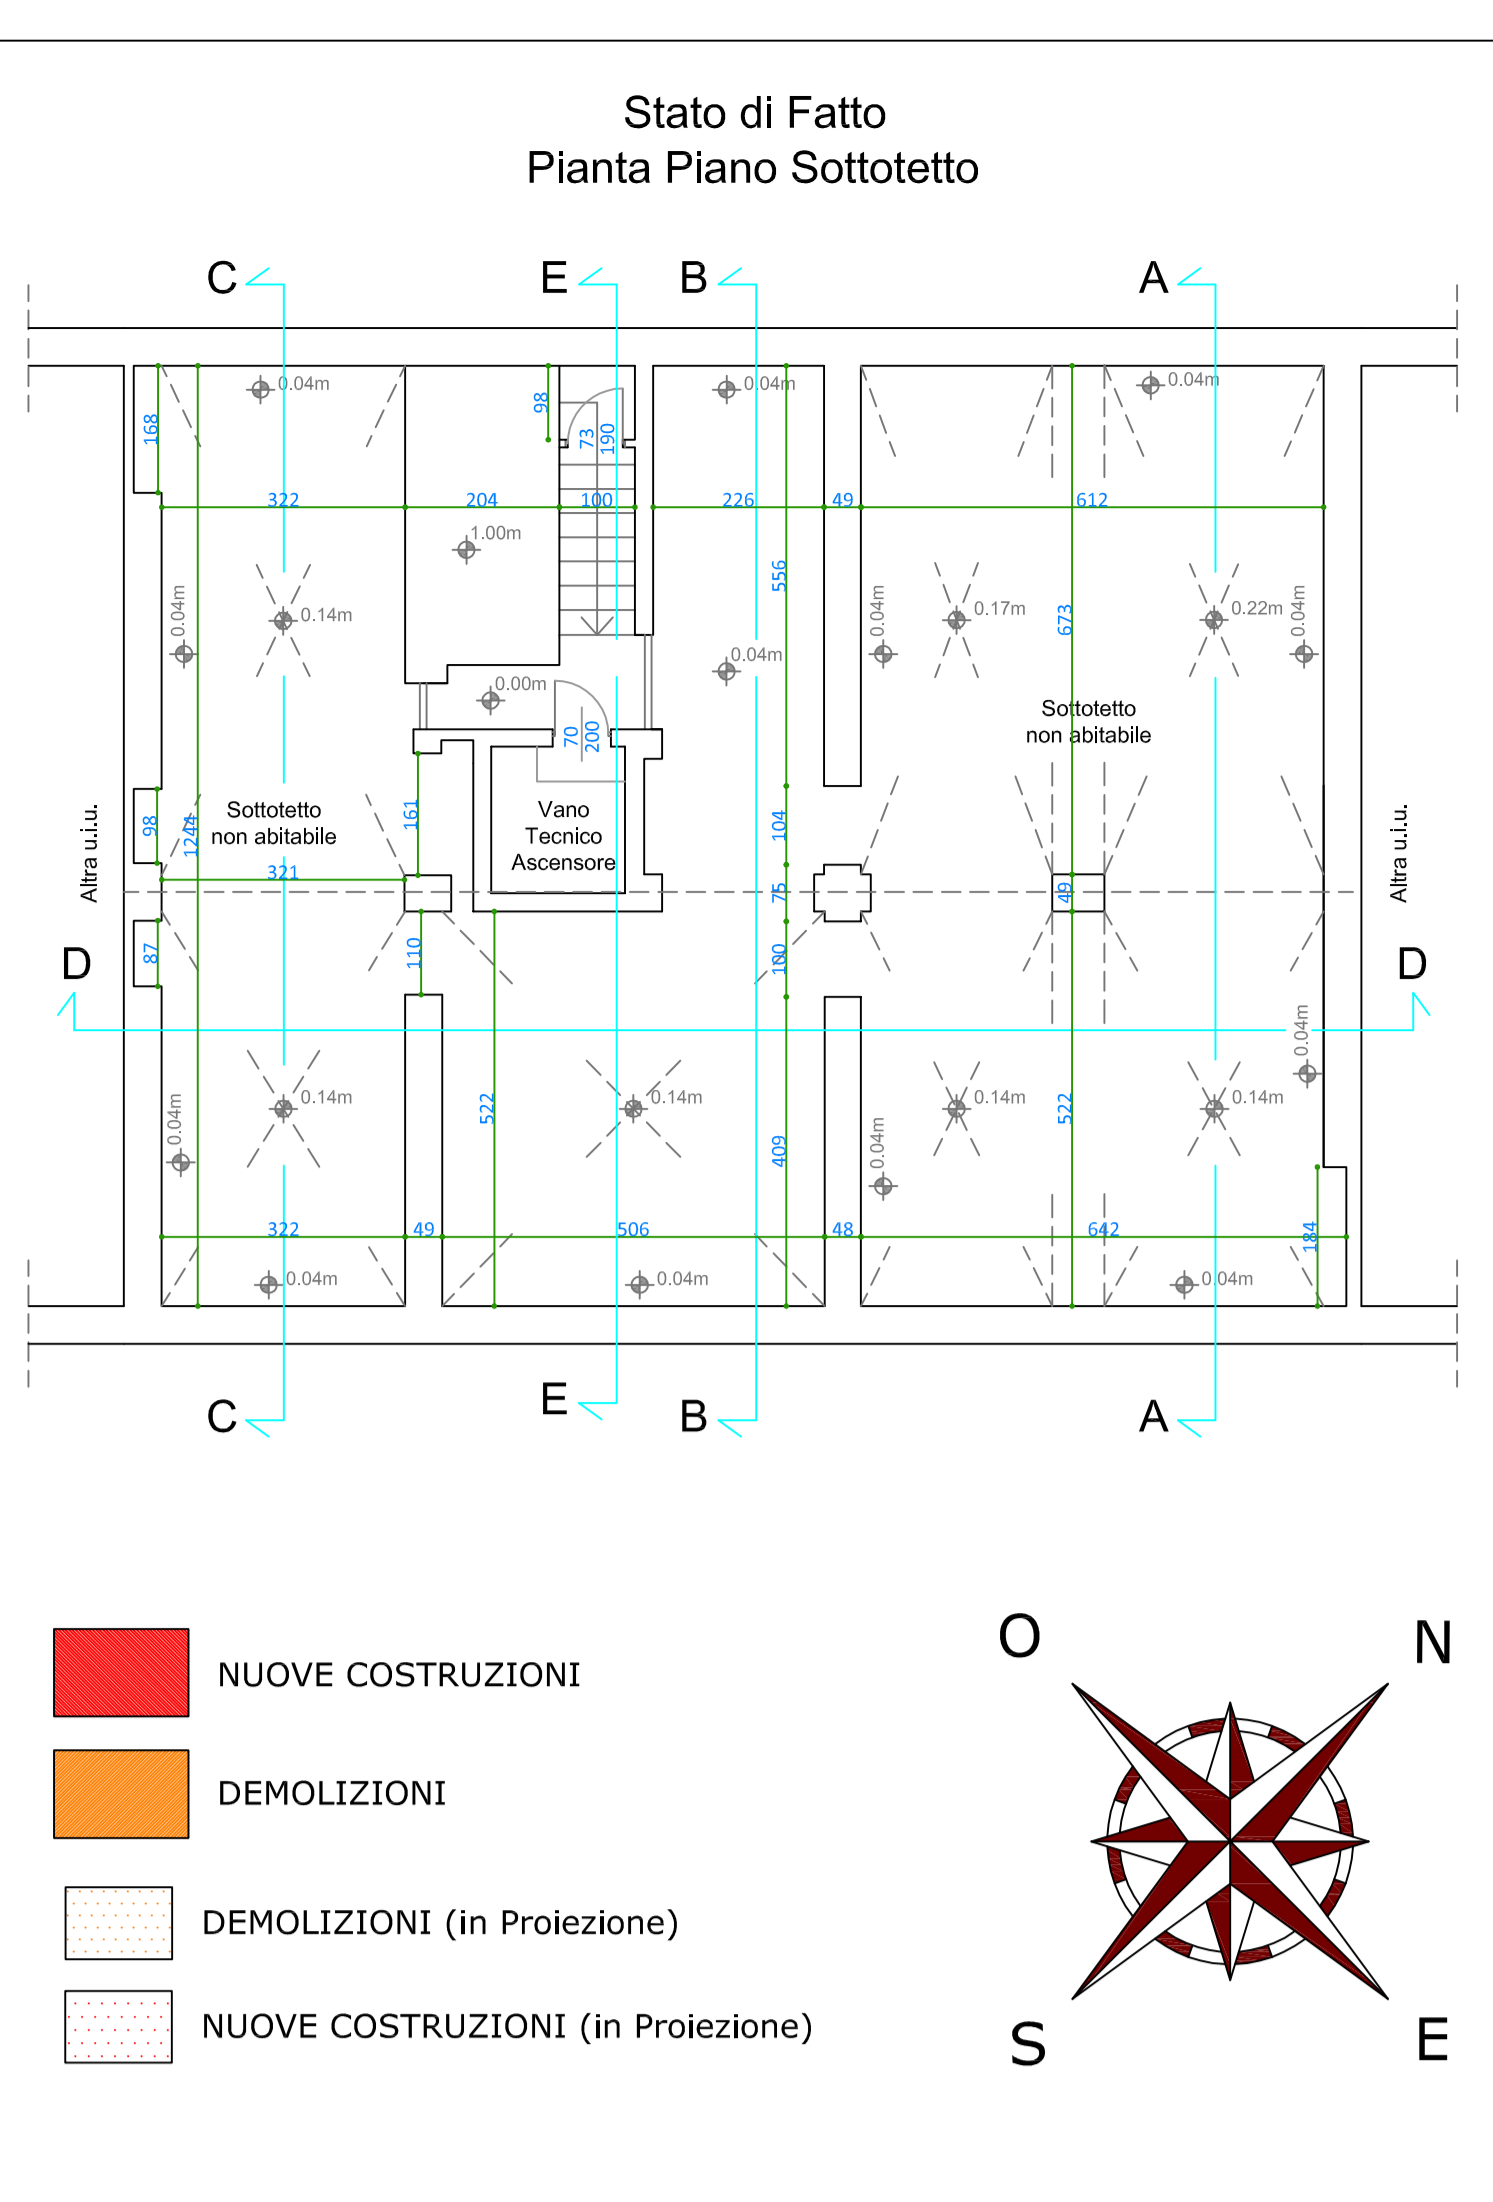 Stato di Fatto
Pianta Piano Sottotetto
C
E
B
A
0.04m
0.04m
0.04m
168
98
73
190
322
204
100
226
49
612
1.00m
556
0.04m
0.14m
0.04m
0.17m
673
0.22m
0.04m
0.04m
0.00m
Sottotetto
non abitabile
70
200
Altra u.i.u.
98
1244
Sottotetto
non abitabile
161
Vano
Tecnico
Ascensore
104
Altra u.i.u.
321
75
49
D
87
110
100
D
0.04m
0.14m
0.04m
522
0.14m
409
0.14m
0.04m
522
0.14m
322
49
506
48
642
184
0.04m
0.04m
0.04m
C
E
B
A
NUOVE COSTRUZIONI
DEMOLIZIONI
DEMOLIZIONI (in Proiezione)
NUOVE COSTRUZIONI (in Proiezione)
O
N
S
E